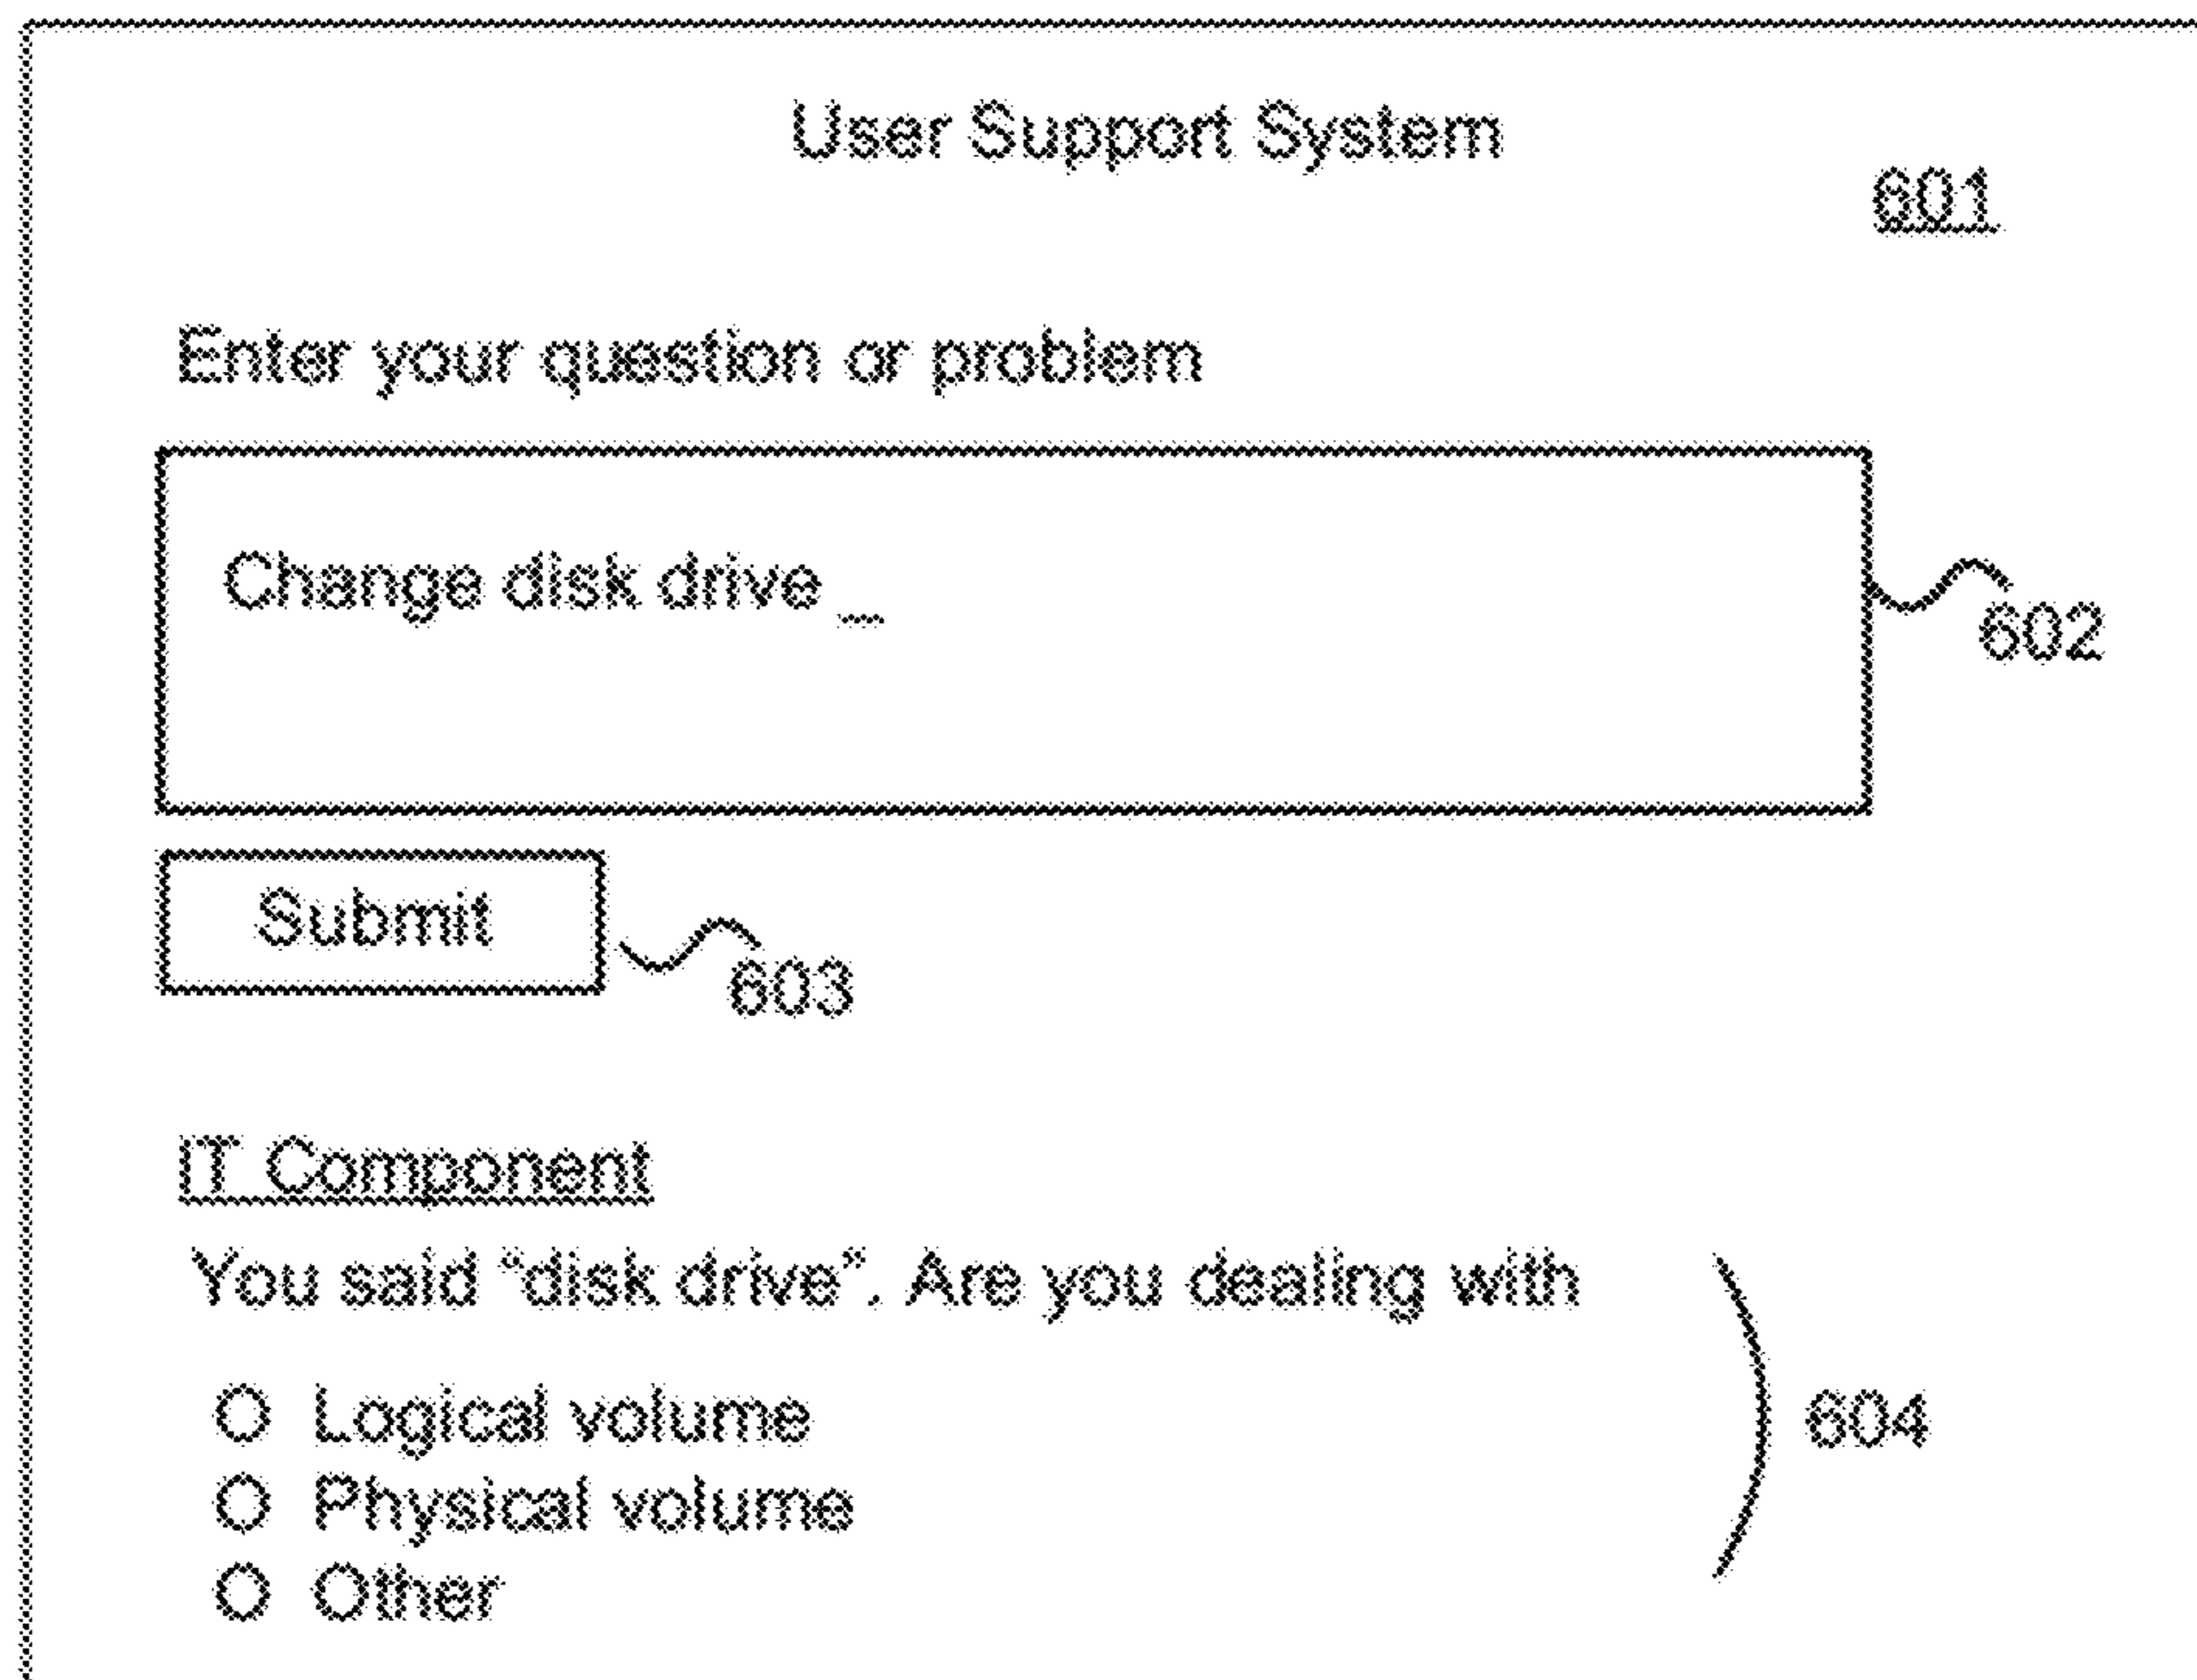 User Support System
601
Enter your question or problem
Change disk drive _
602
Submit
603
IT Component
You said "disk drive". Are you dealing with
O Logical volume
604
O Physical volume
O Other